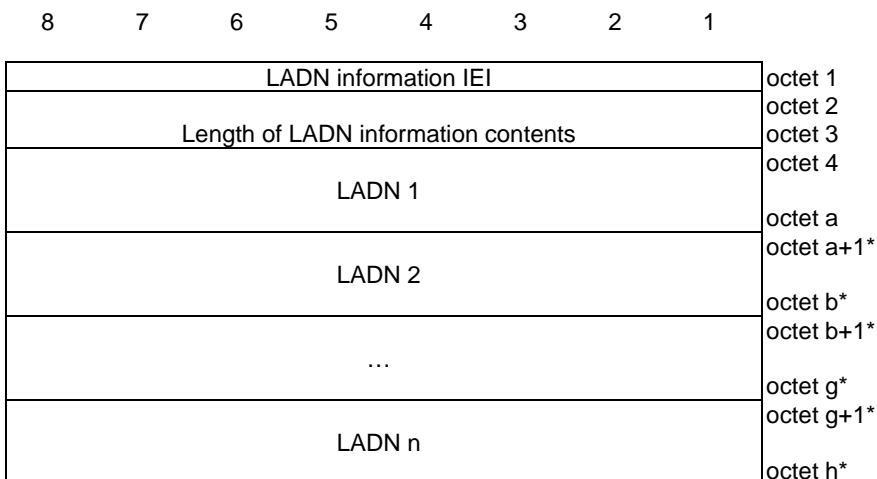 8 7 6 5 4 3 2 1
LADN information IEI octet 1
octet 2
Length of LADN information contents octet 3
octet 4
LADN 1
octet a
octet a+1*
LADN 2
octet b*
octet b+1*
…
octet g*
octet g+1*
LADN n
octet h*